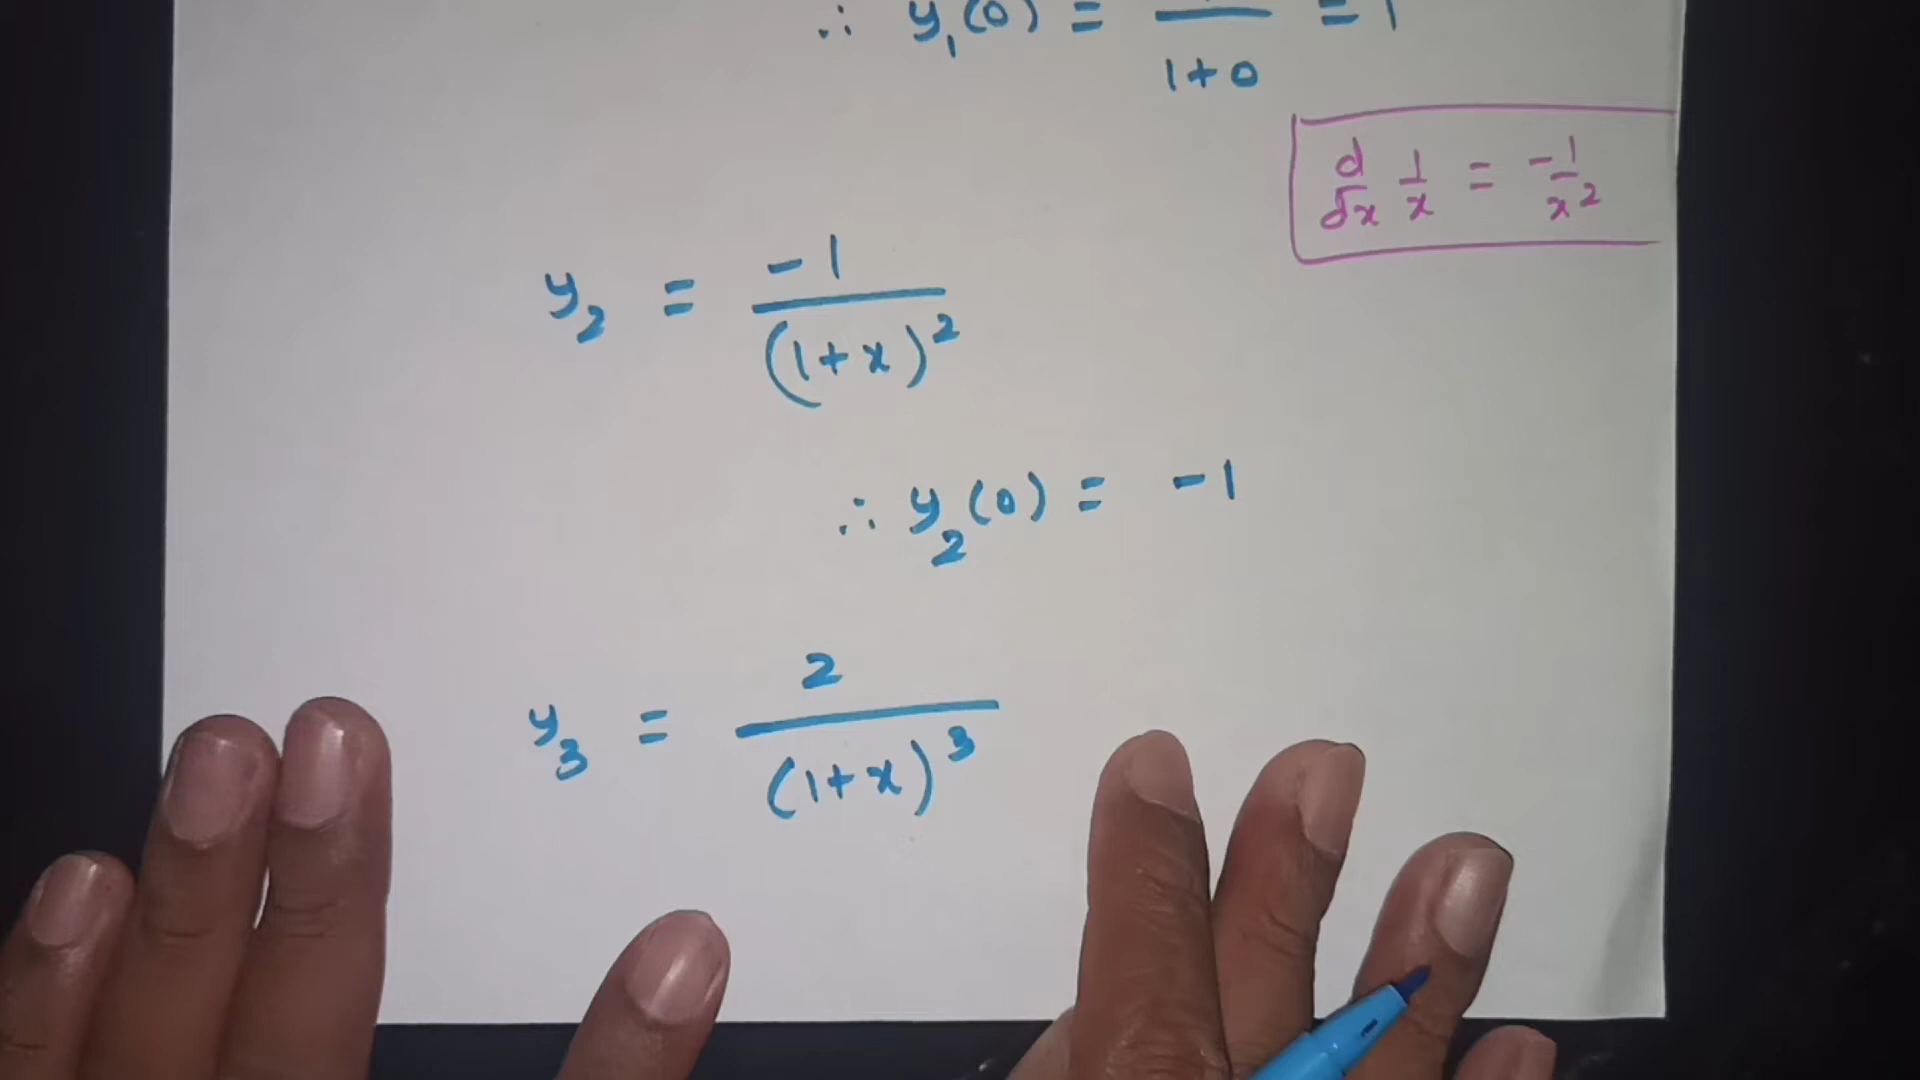 ∴ y₁(0) = ‾/1+0 = 1
d/dx 1/x = -1/x²
y₂ = -1/(1+x)²
∴ y₂(0) = -1
y₃ = 2/(1+x)³